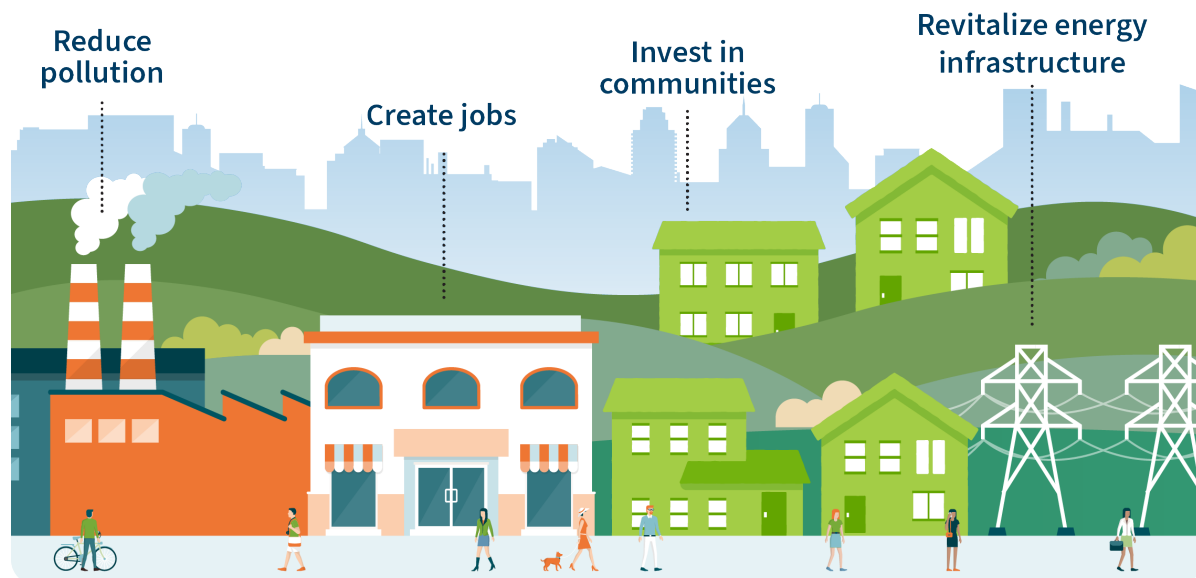 Reduce
pollution
Create jobs
Invest in
communities
Revitalize energy
infrastructure